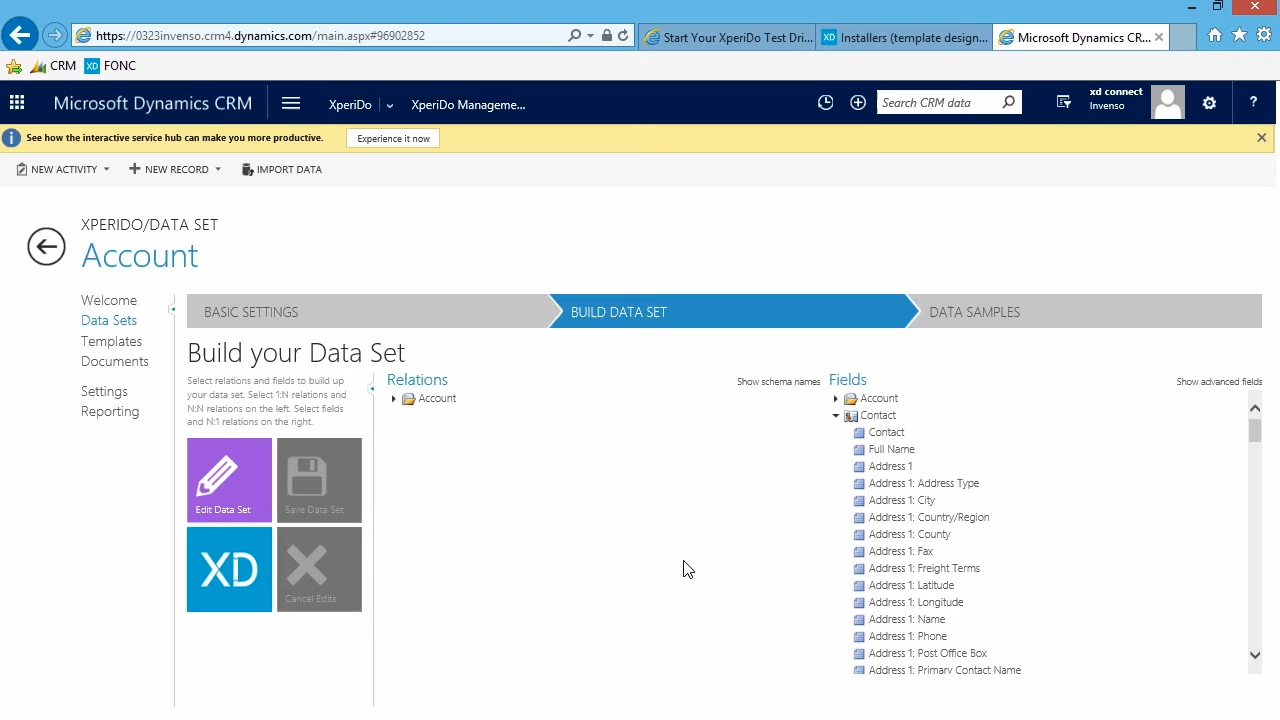 https://0323invenso.crm4.dynamics.com/main.aspx#96902852
Start Your XperiDo Test Dri...
XD Installers (template design...
Microsoft Dynamics CR...
CRM
XD FONC
Microsoft Dynamics CRM
XperiDo
XperiDo Manageme...
Search CRM data
xd connect
Invenso
?
See how the interactive service hub can make you more productive.
Experience it now
NEW ACTIVITY
NEW RECORD
IMPORT DATA
XPERIDO/DATA SET
Account
Welcome
Data Sets
Templates
Documents
Settings
Reporting
BASIC SETTINGS
BUILD DATA SET
DATA SAMPLES
Build your Data Set
Select relations and fields to build up
your data set. Select 1:N relations and
N:N relations on the left. Select fields
and N:1 relations on the right.
Edit Data Set
Save Data Set
XD
Cancel Edits
Relations
Show schema names
Account
Fields
Show advanced fields
Account
Contact
Contact
Full Name
Address 1
Address 1: Address Type
Address 1: City
Address 1: Country/Region
Address 1: County
Address 1: Fax
Address 1: Freight Terms
Address 1: Latitude
Address 1: Longitude
Address 1: Name
Address 1: Phone
Address 1: Post Office Box
Address 1: Primary Contact Name